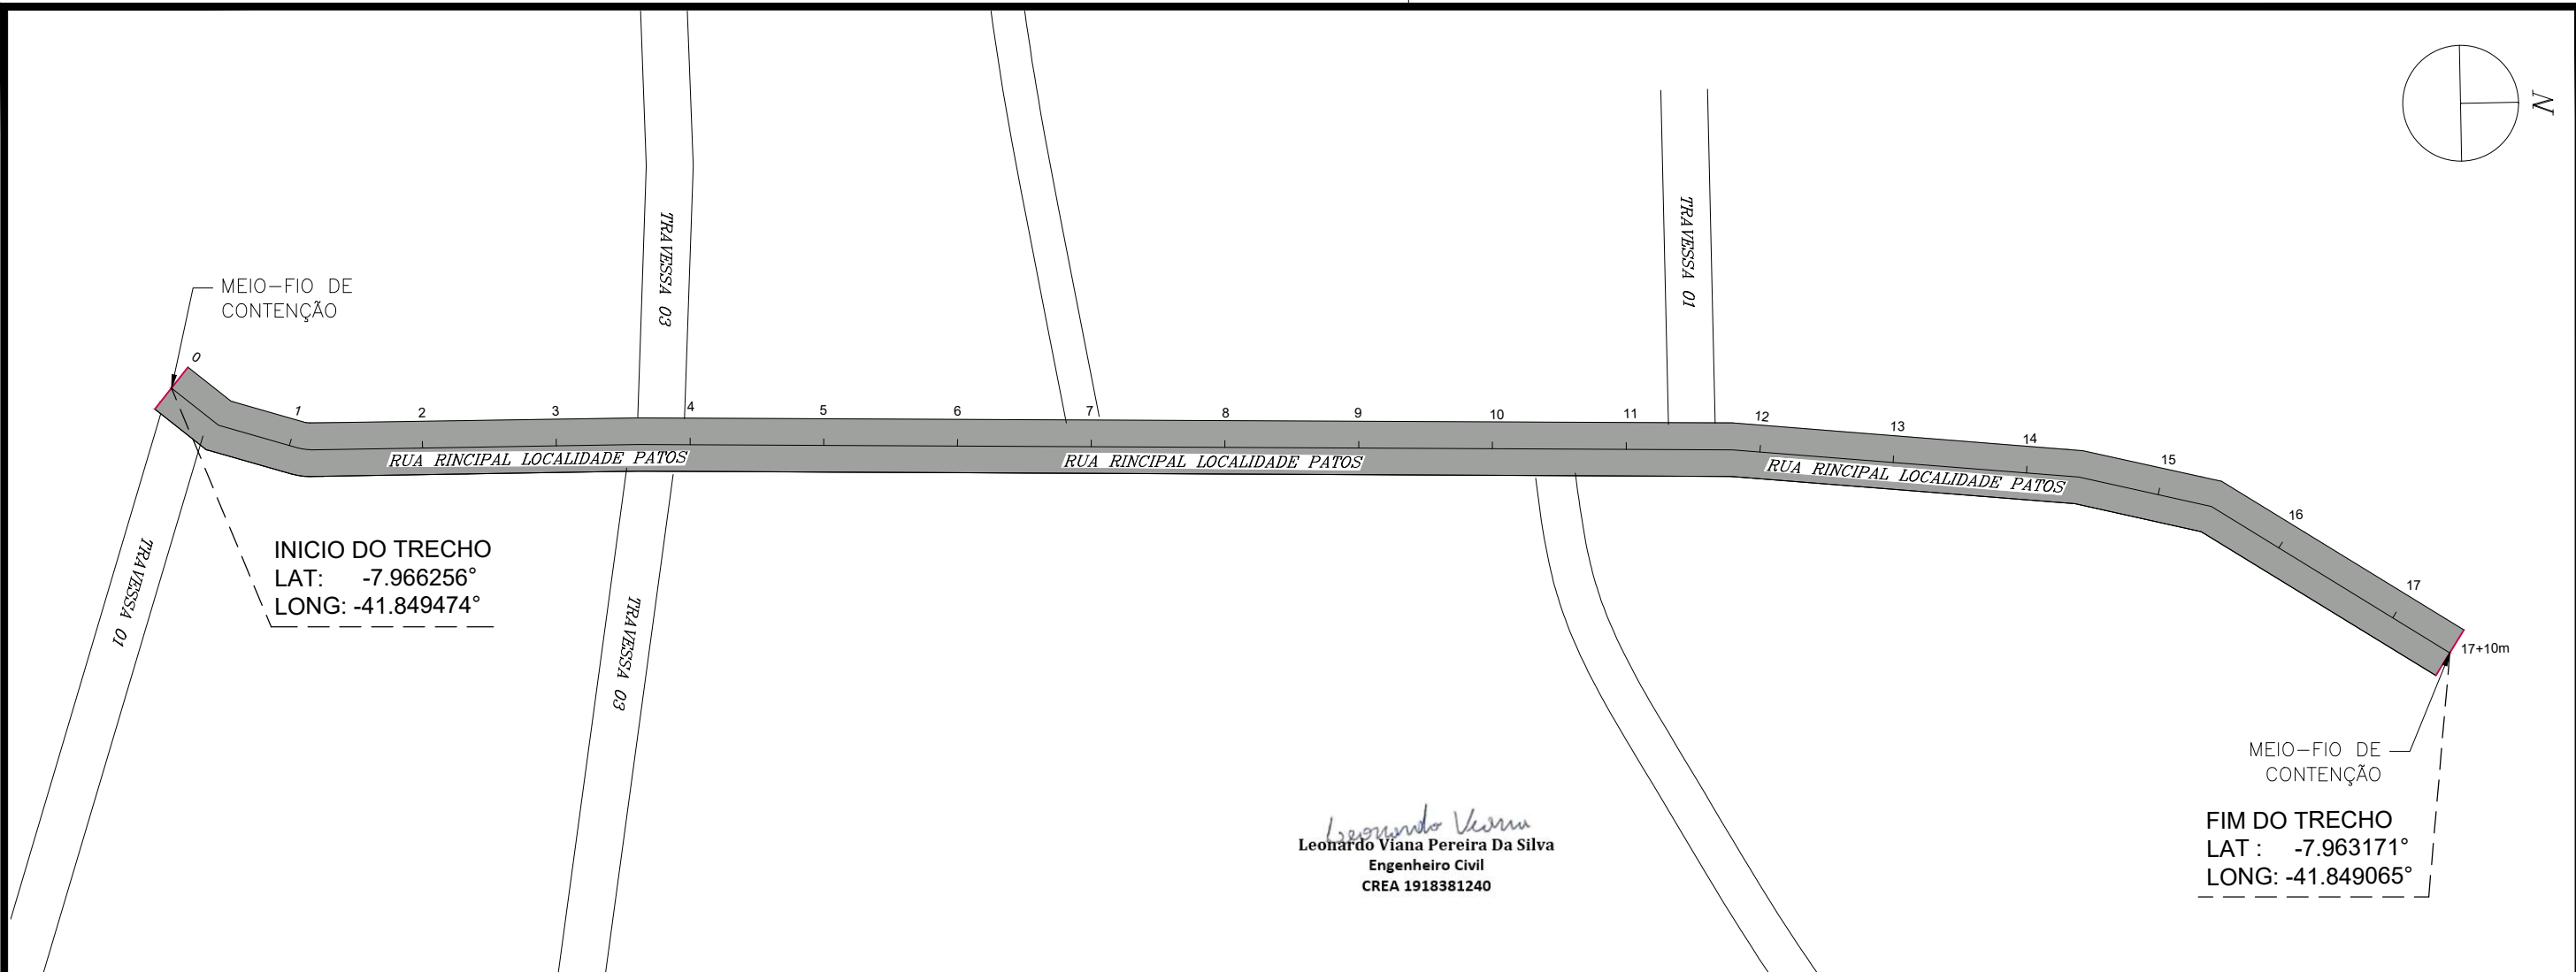 N
TRAVESSA 03
TRAVESSA 01
MEIO-FIO DE
CONTENÇÃO
0
1
2
3
4
5
6
7
8
9
10
11
12
13
14
15
16
17
17+10m
RUA RINCIPAL LOCALIDADE PATOS
RUA RINCIPAL LOCALIDADE PATOS
RUA RINCIPAL LOCALIDADE PATOS
INICIO DO TRECHO
LAT: -7.966256°
LONG: -41.849474°
TRAVESSA 01
TRAVESSA 03
MEIO-FIO DE
CONTENÇÃO
FIM DO TRECHO
LAT : -7.963171°
LONG: -41.849065°
Leonardo Viana
Leonardo Viana Pereira Da Silva
Engenheiro Civil
CREA 1918381240